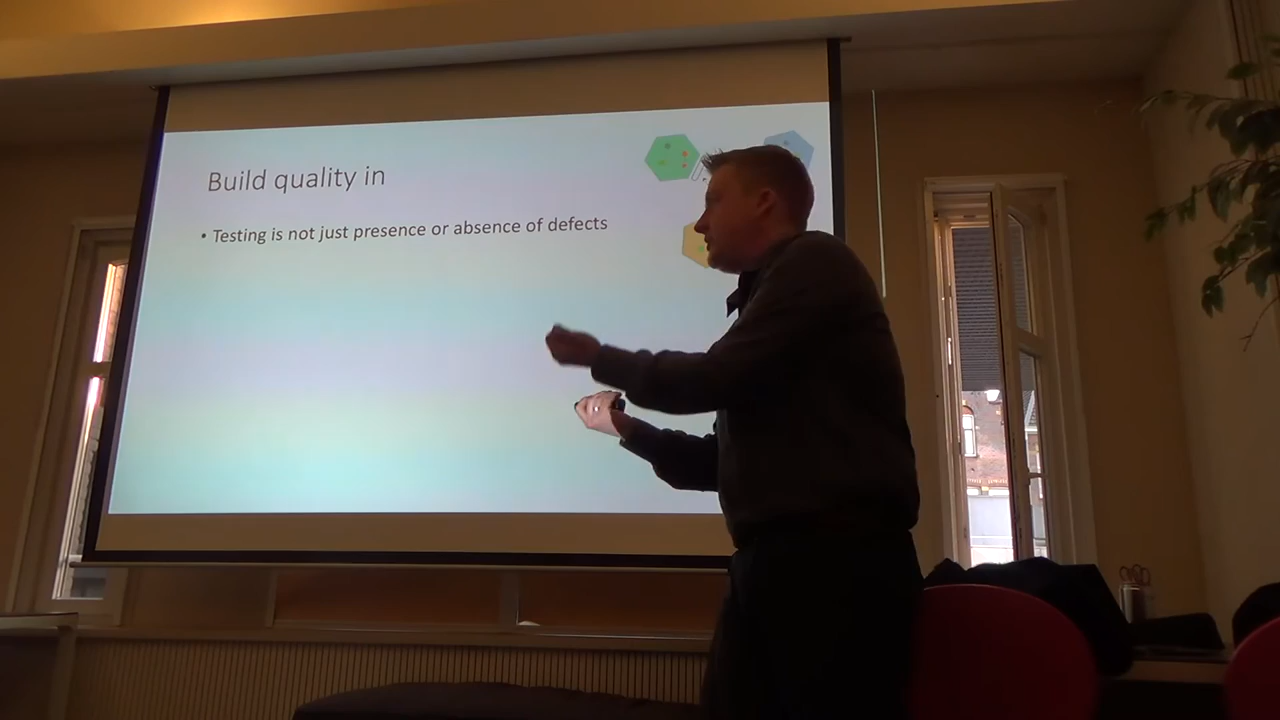 Build quality in
• Testing is not just presence or absence of defects